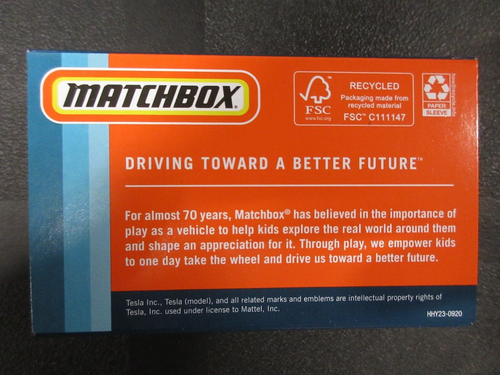 MATCHBOX®
FSC
www.fsc.org
RECYCLED
Packaging made from
recycled material
FSC™ C111147
PAPER
SLEEVE
DRIVING TOWARD A BETTER FUTURE™
For almost 70 years, Matchbox® has believed in the importance of
play as a vehicle to help kids explore the real world around them
and shape an appreciation for it. Through play, we empower kids
to one day take the wheel and drive us toward a better future.
Tesla Inc., Tesla (model), and all related marks and emblems are intellectual property rights of
Tesla, Inc. used under license to Mattel, Inc.
HHY23-0920